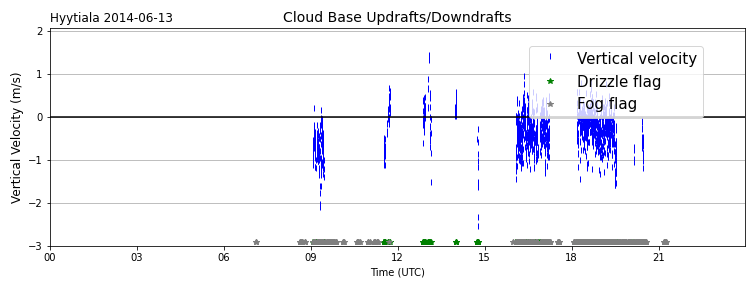 Hyytiala 2014-06-13
Cloud Base Updrafts/Downdrafts
Vertical Velocity (m/s)
2
1
0
−1
−2
−3
Vertical velocity
Drizzle flag
Fog flag
00 03 06 09 12 15 18 21
Time (UTC)